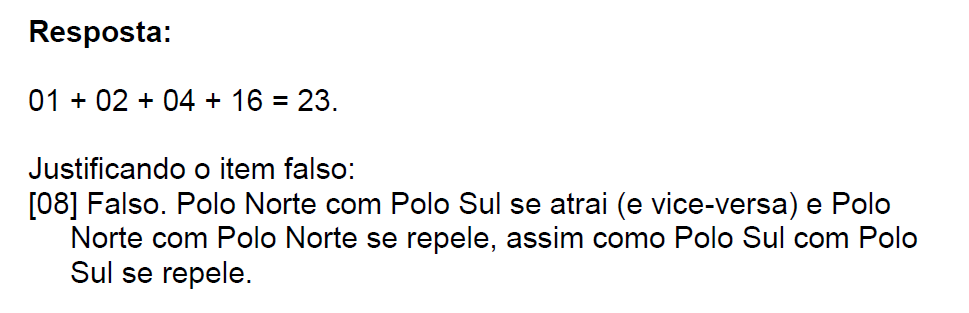 Resposta:
01 + 02 + 04 + 16 = 23.
Justificando o item falso:
[08] Falso. Polo Norte com Polo Sul se atrai (e vice-versa) e Polo
Norte com Polo Norte se repele, assim como Polo Sul com Polo
Sul se repele.